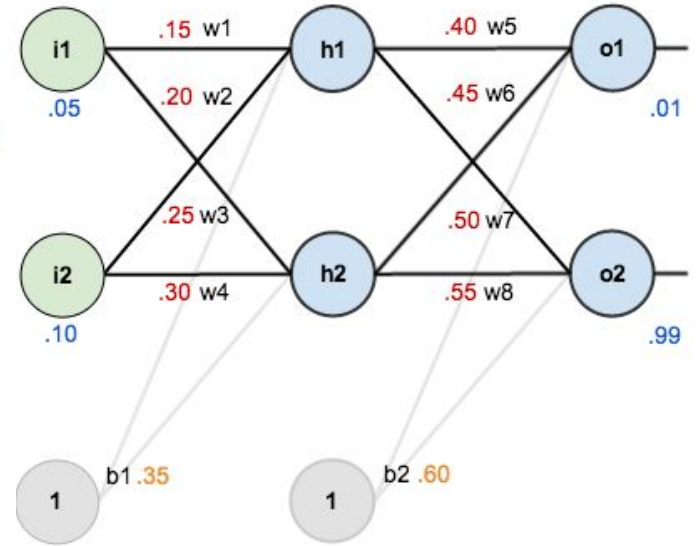 i1 .15 w1 h1 .40 w5 o1
.05 .20 w2 .45 w6 .01
.25 w3 .50 w7
i2 .30 w4 h2 .55 w8 o2
.10 .99
1 b1 .35 1 b2 .60